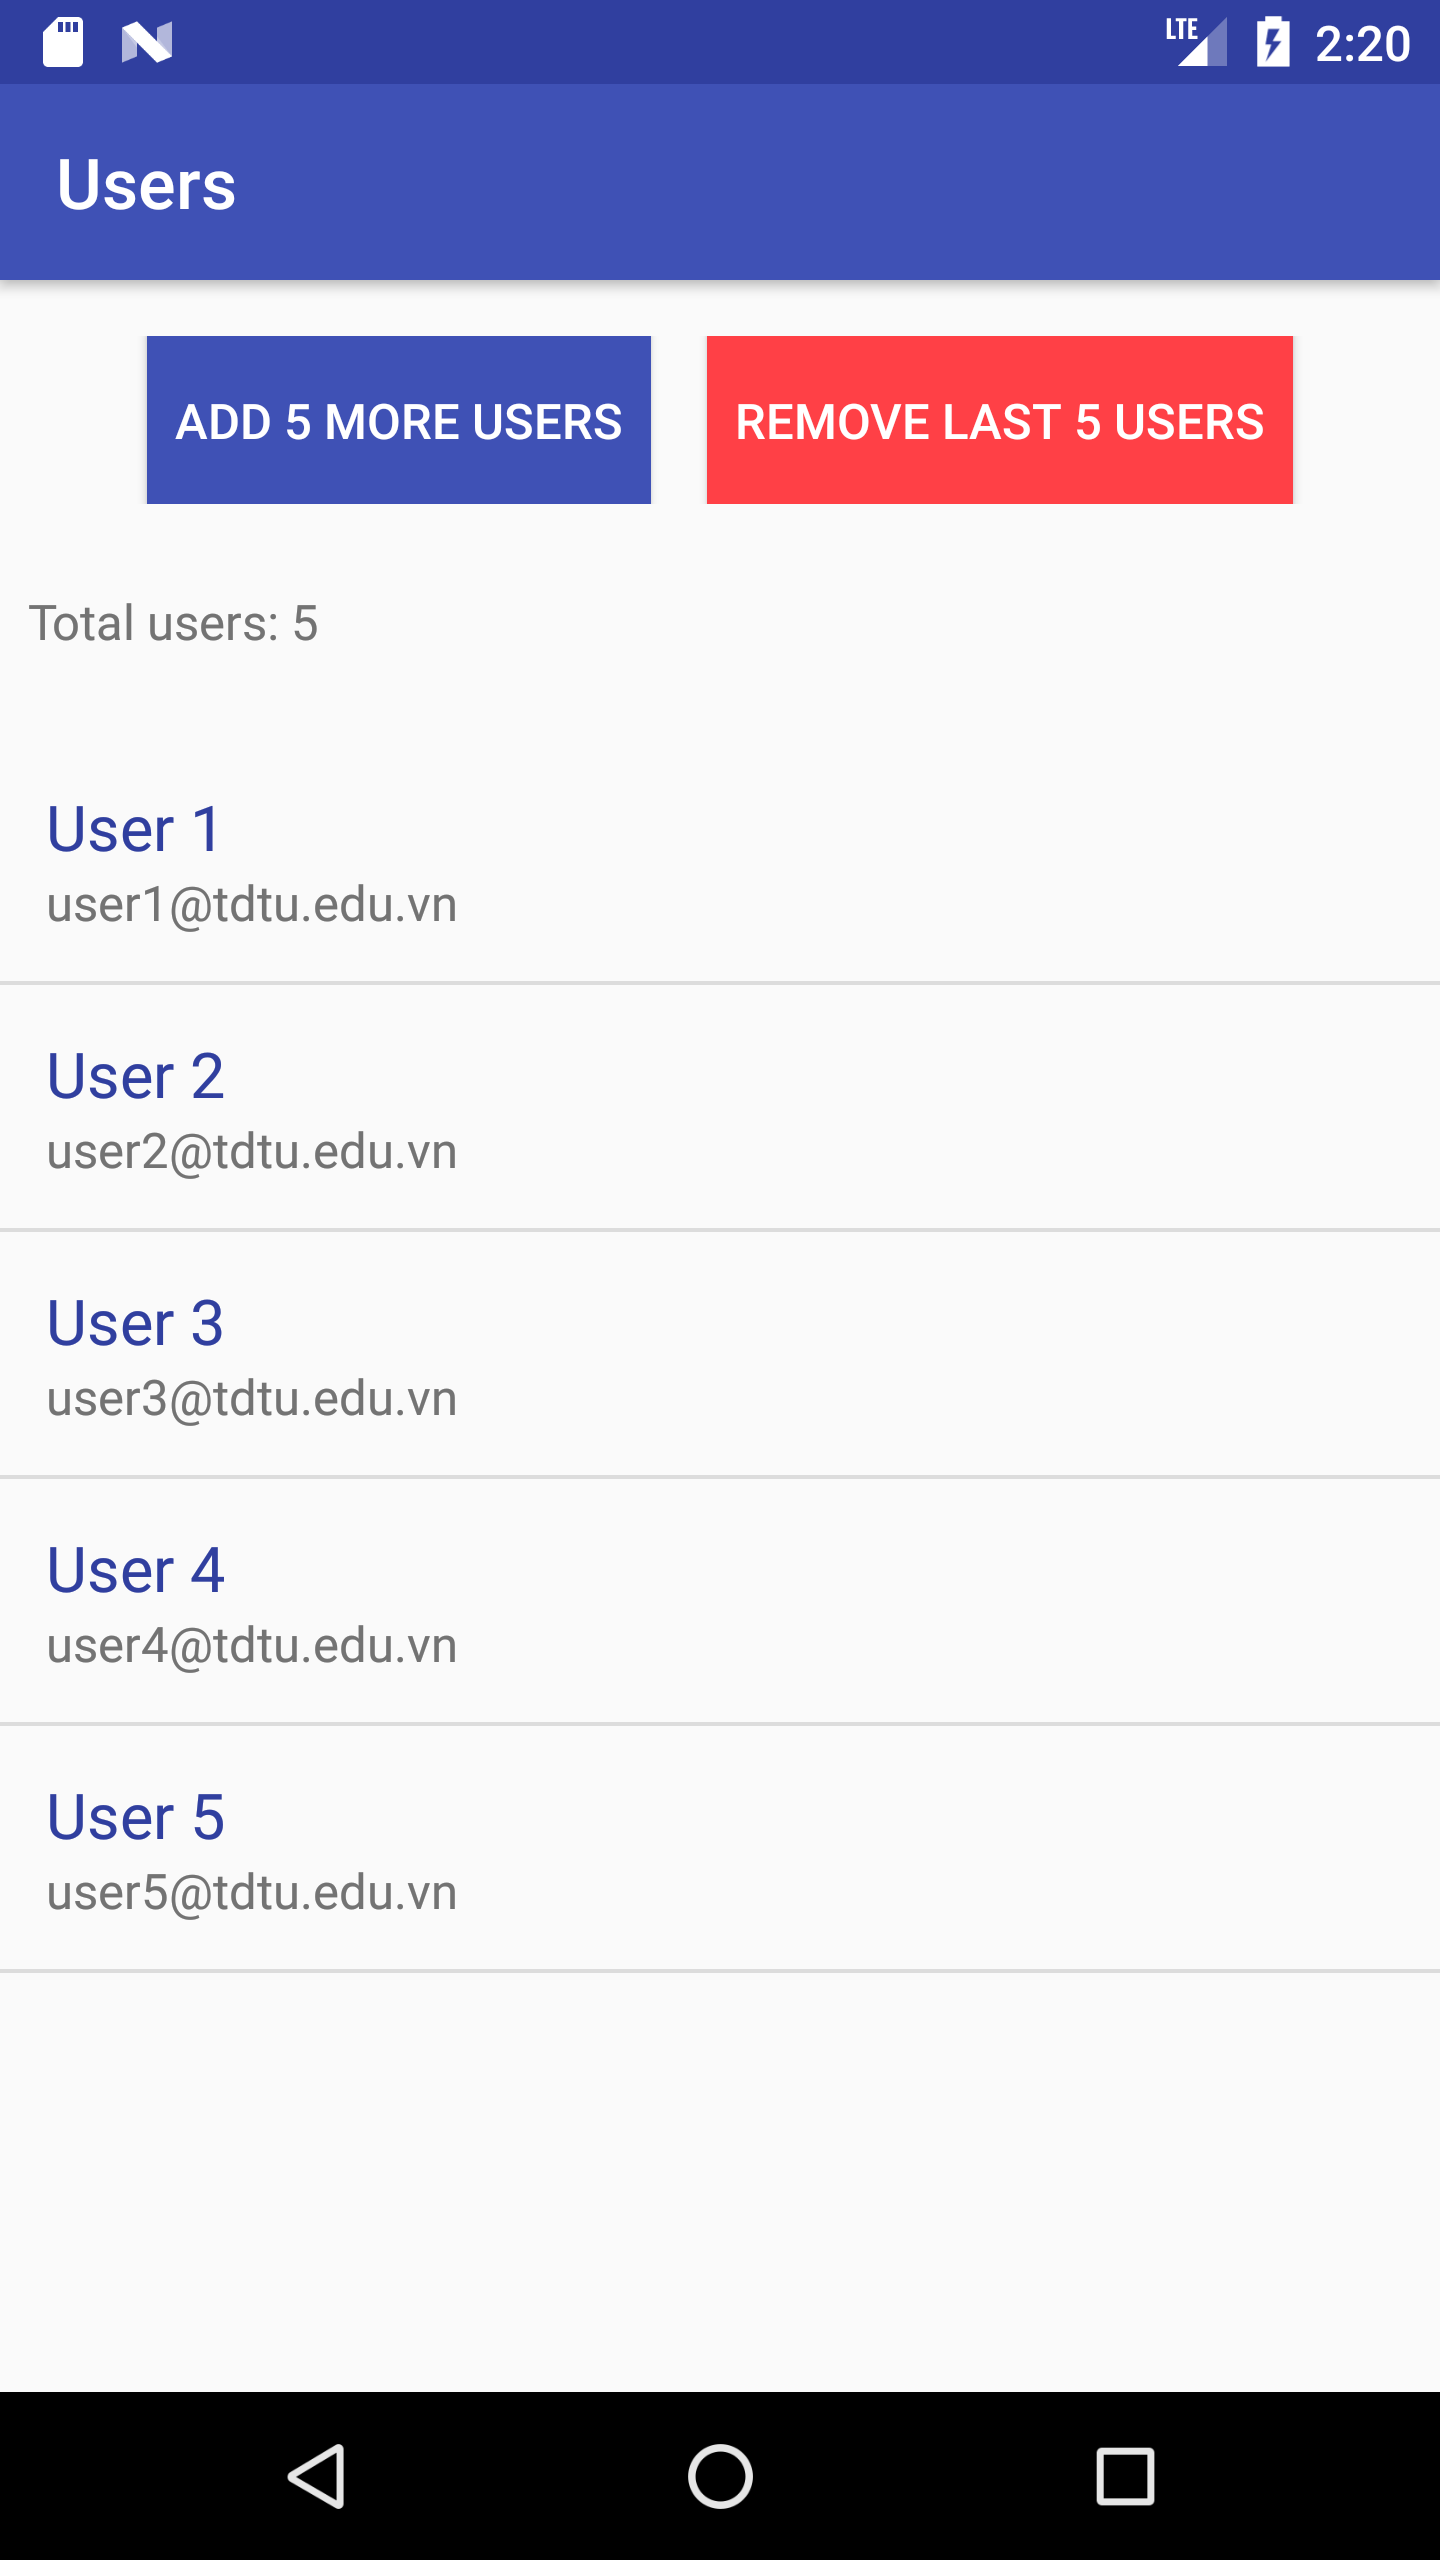 LTE 2:20
Users
ADD 5 MORE USERS REMOVE LAST 5 USERS
Total users: 5
User 1
user1@tdtu.edu.vn
User 2
user2@tdtu.edu.vn
User 3
user3@tdtu.edu.vn
User 4
user4@tdtu.edu.vn
User 5
user5@tdtu.edu.vn